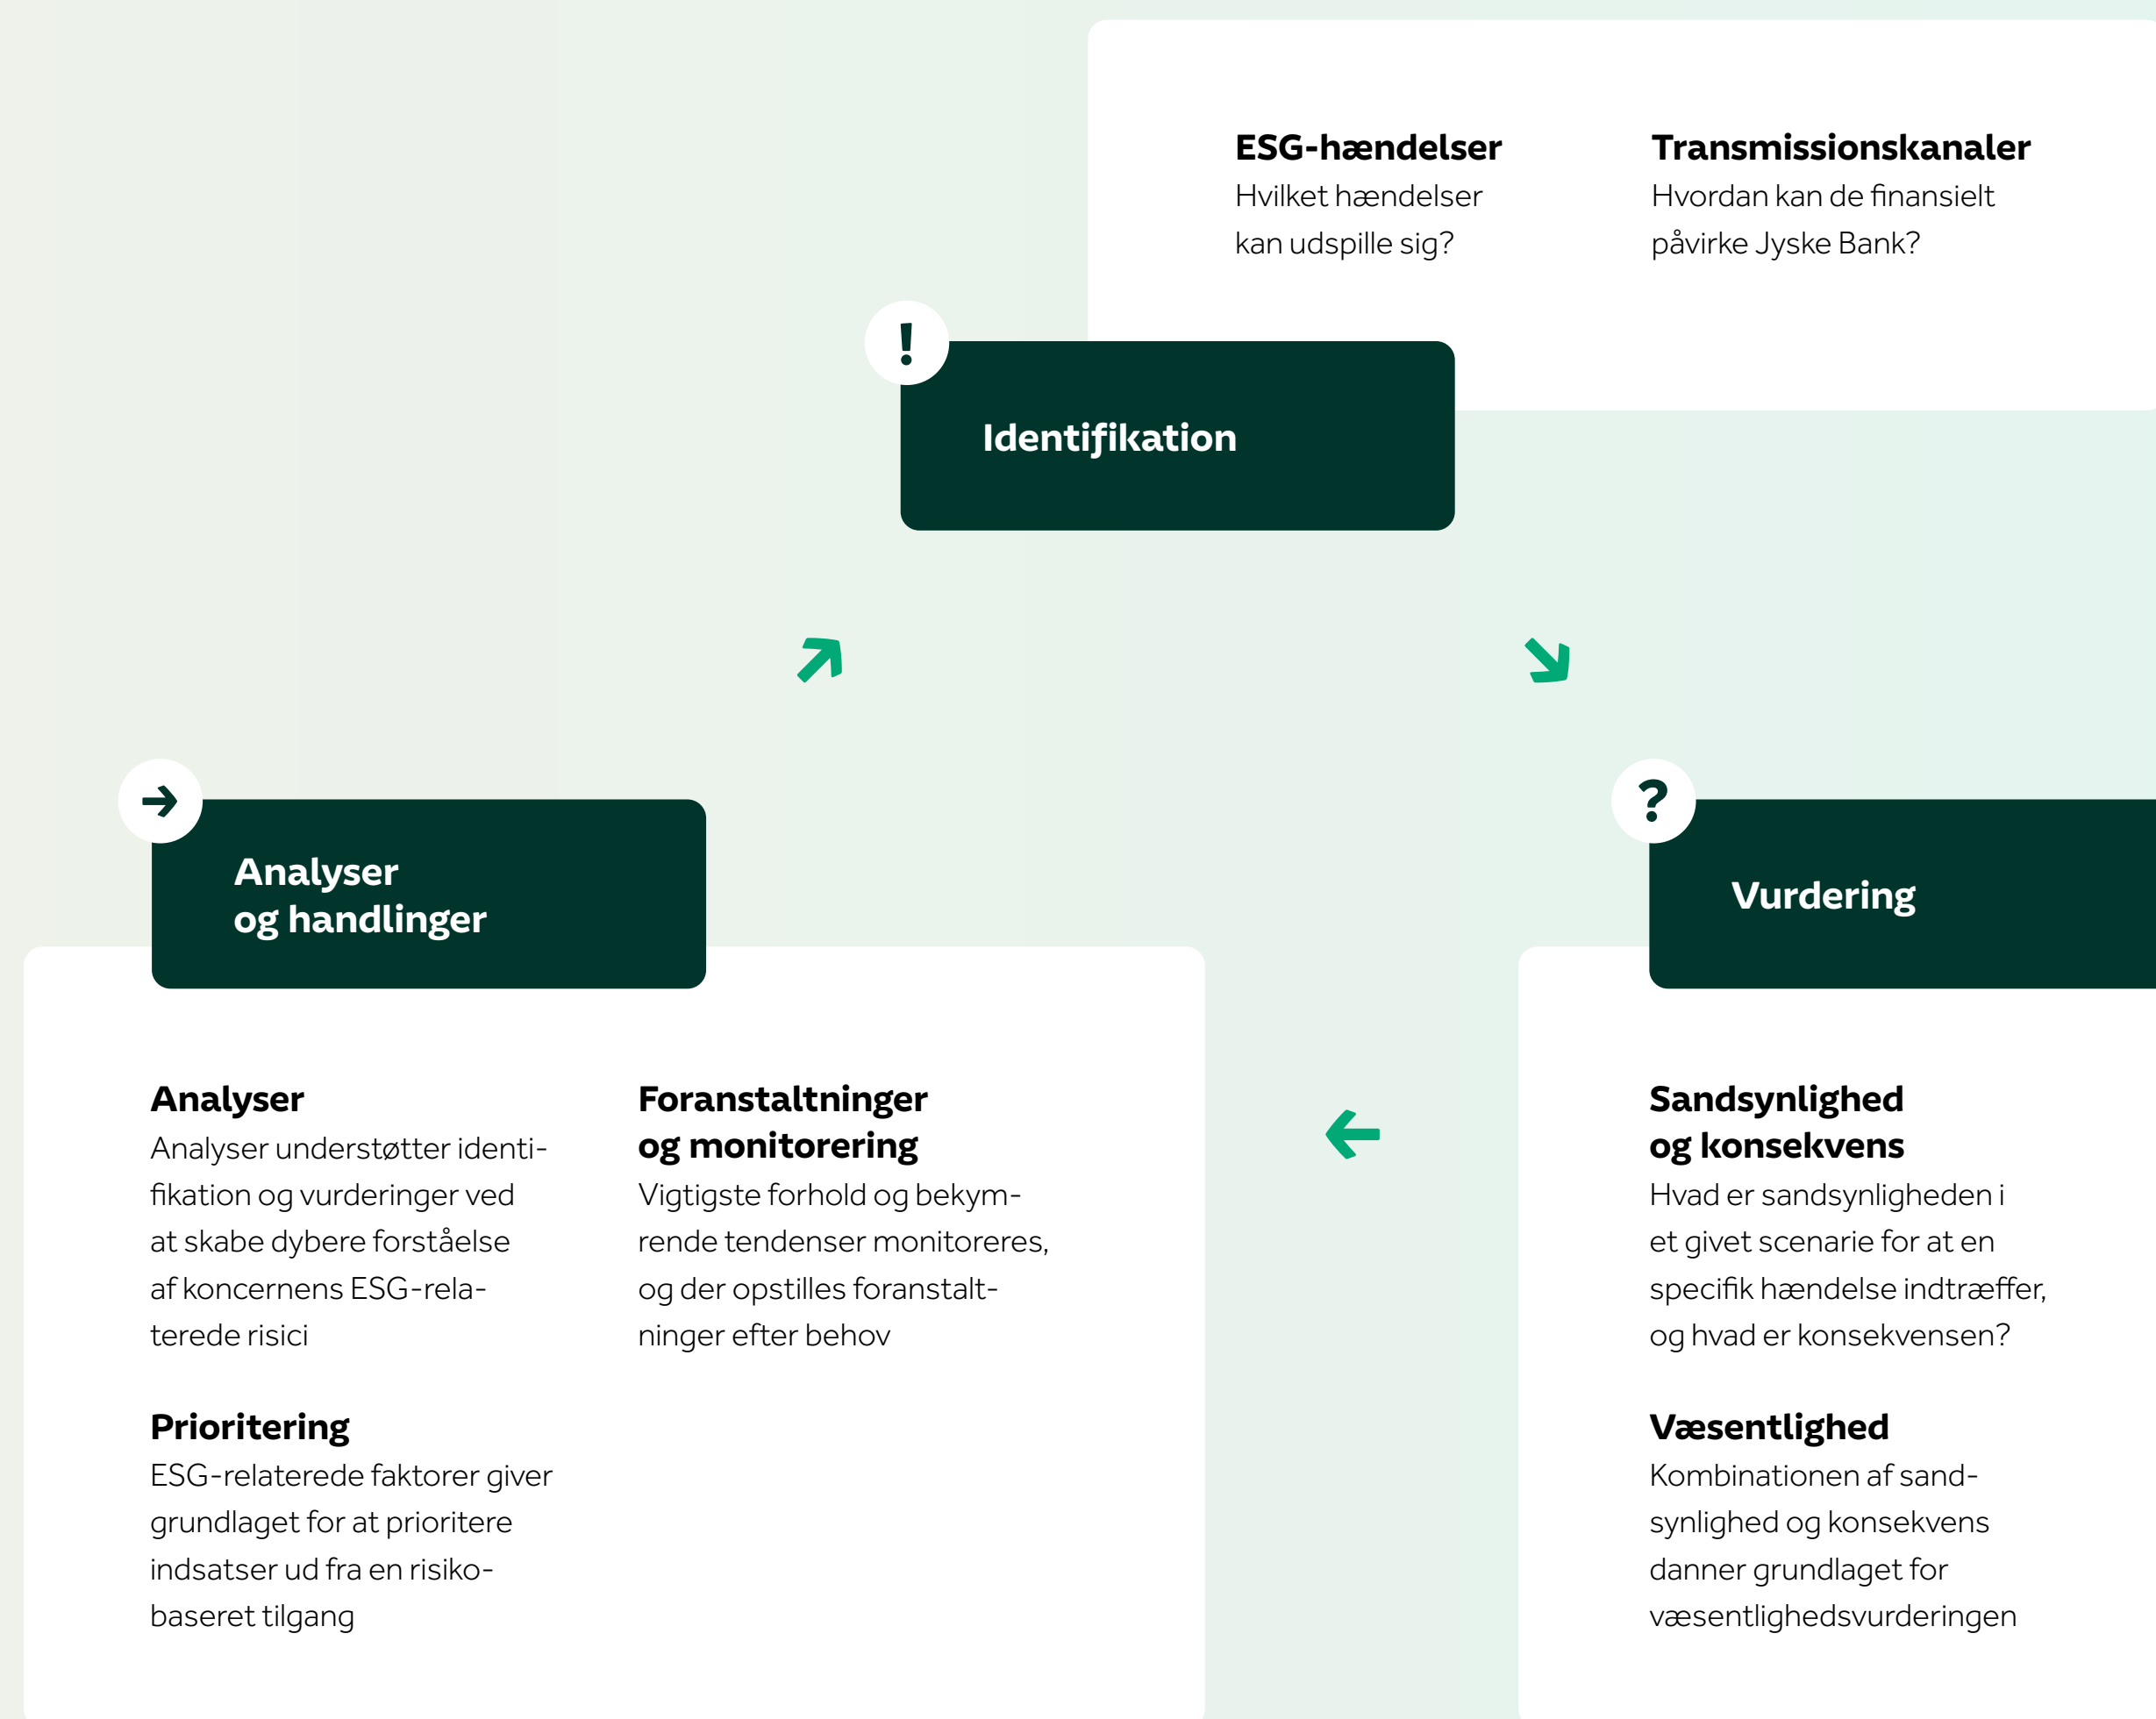 ESG-hændelser
Hvilket hændelser
kan udspille sig?
Transmissionskanaler
Hvordan kan de finansielt
påvirke Jyske Bank?
!
Identifikation
Analyser
og handlinger
?
Vurdering
Analyser
Analyser understøtter identi-
fikation og vurderinger ved
at skabe dybere forståelse
af koncernens ESG-rela-
terede risici
Prioritering
ESG-relaterede faktorer giver
grundlaget for at prioritere
indsatser ud fra en risiko-
baseret tilgang
Foranstaltninger
og monitorering
Vigtigste forhold og bekym-
rende tendenser monitoreres,
og der opstilles foranstalt-
ninger efter behov
Sandsynlighed
og konsekvens
Hvad er sandsynligheden i
et givet scenarie for at en
specifik hændelse indtræffer,
og hvad er konsekvensen?
Væsentlighed
Kombinationen af sand-
synlighed og konsekvens
danner grundlaget for
væsentlighedsvurderingen